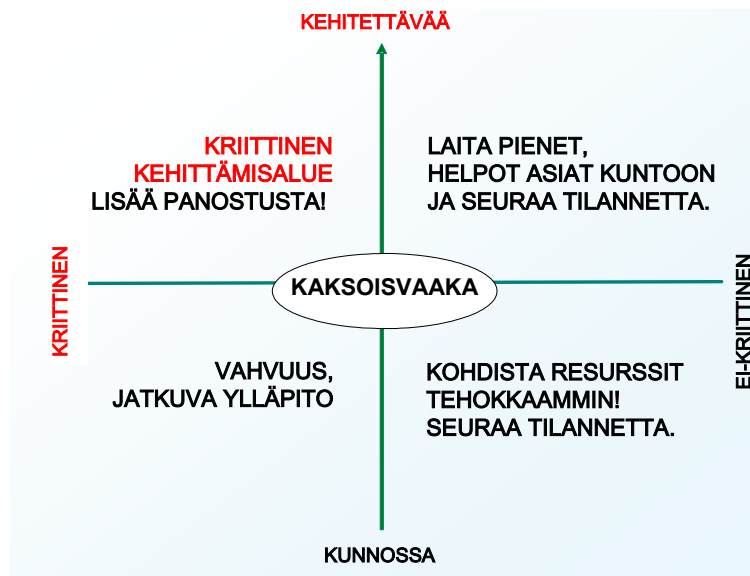 KEHITETTÄVÄÄ
KRIITTINEN
KEHITTÄMISALUE
LISÄÄ PANOSTUSTA!
LAITA PIENET,
HELPOT ASIAT KUNTOON
JA SEURAA TILANNETTA.
KRIITTINEN
KAKSOISVAAKA
EI-KRIITTINEN
VAHVUUS,
JATKUVA YLLÄPITO
KOHDISTA RESURSSIT
TEHOKKAAMMIN!
SEURAA TILANNETTA.
KUNNOSSA